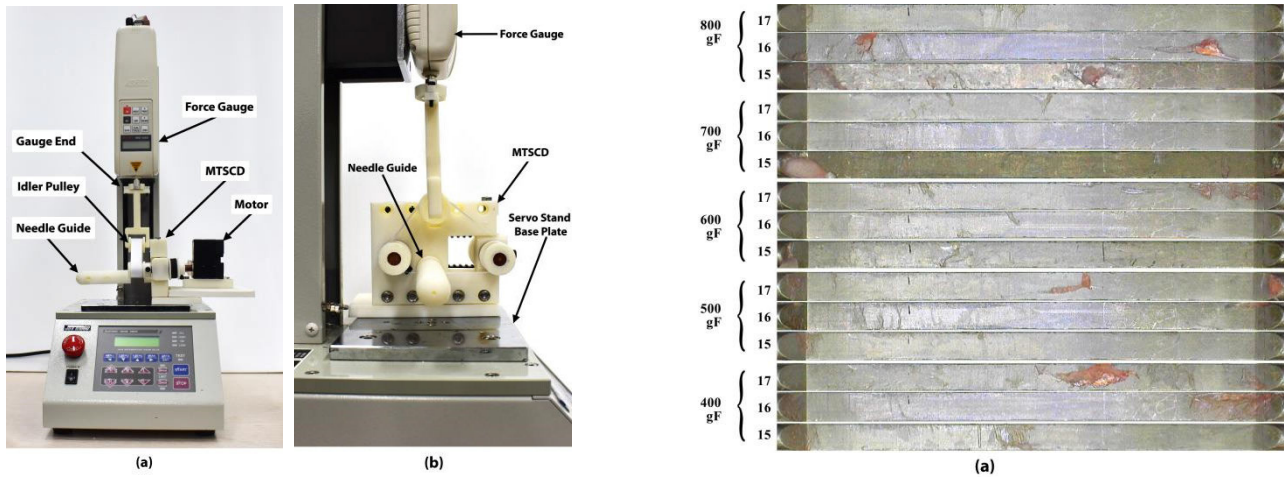 Force Gauge
Gauge End
Idler Pulley
MTSCD
Motor
Needle Guide
(a)
Force Gauge
MTSCD
Needle Guide
Servo Stand
Base Plate
(b)
800
gF
17
16
15
700
gF
17
16
15
600
gF
17
16
15
500
gF
17
16
15
400
gF
17
16
15
(a)